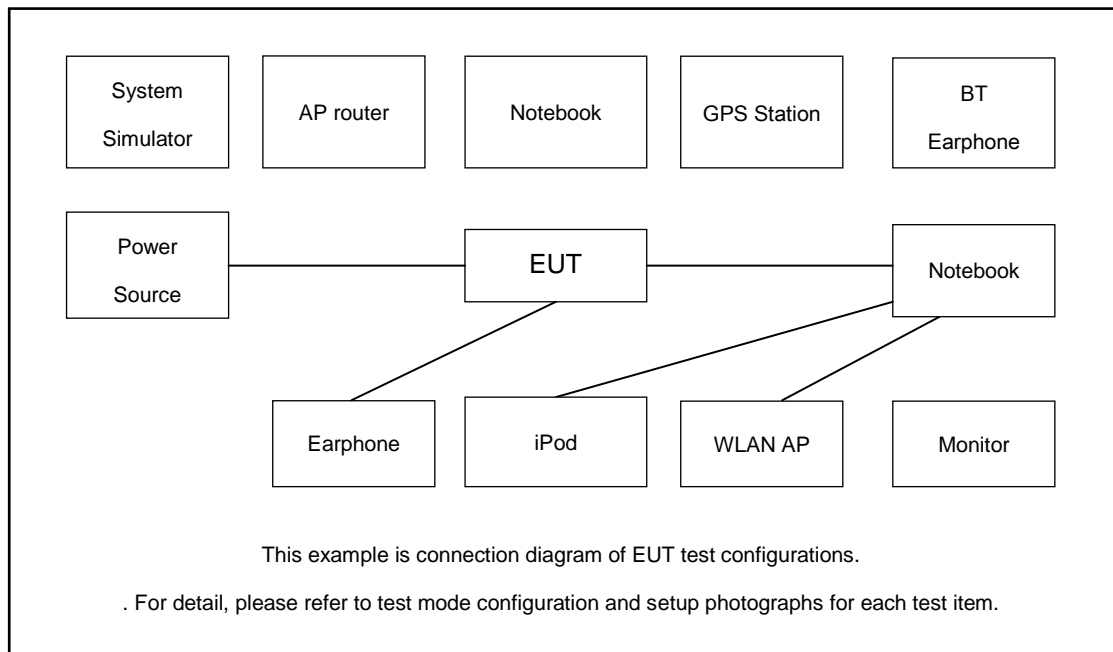 System
Simulator
AP router
Notebook
GPS Station
BT
Earphone
Power
Source
EUT
Notebook
Earphone
iPod
WLAN AP
Monitor
This example is connection diagram of EUT test configurations.
. For detail, please refer to test mode configuration and setup photographs for each test item.